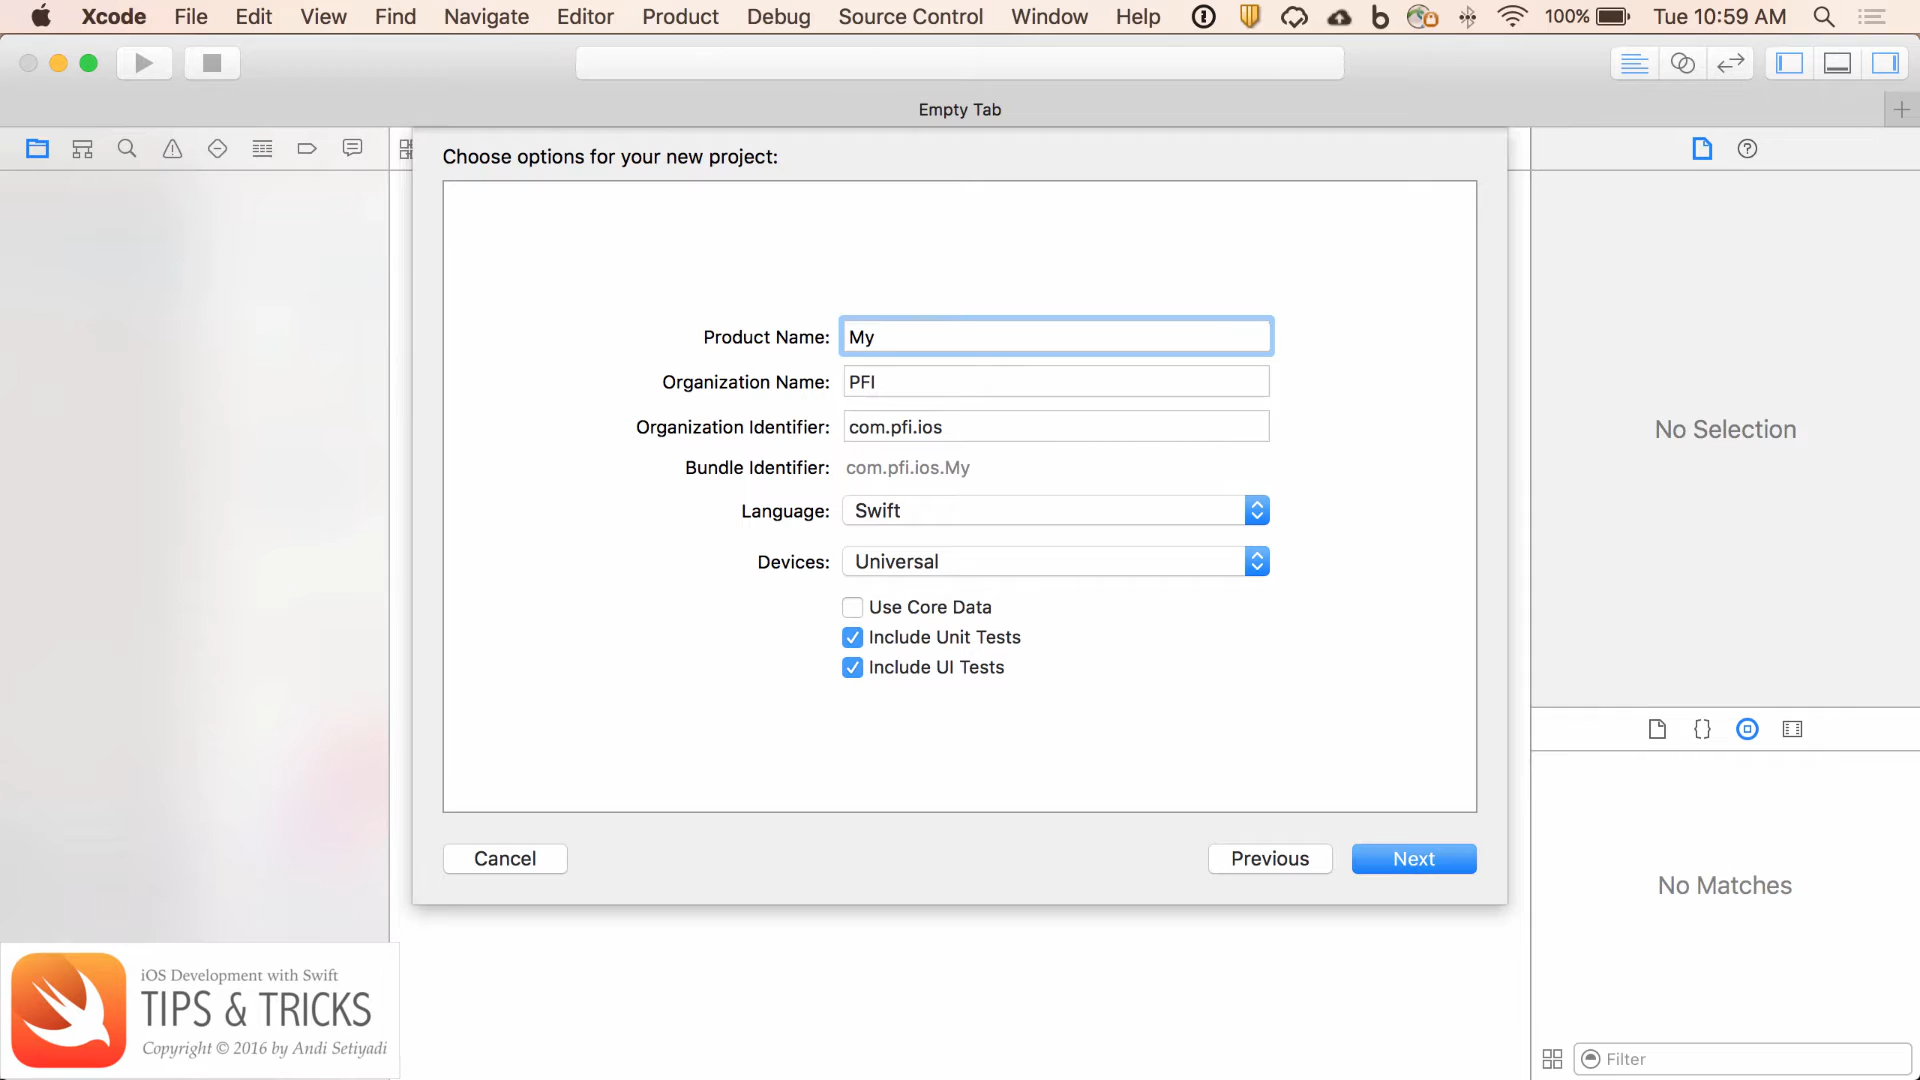 Xcode File Edit View Find Navigate Editor Product Debug Source Control Window Help 100% Tue 10:59 AM
Empty Tab
Choose options for your new project:
Product Name: My
Organization Name: PFI
Organization Identifier: com.pfi.ios
Bundle Identifier: com.pfi.ios.My
Language: Swift
Devices: Universal
Use Core Data
Include Unit Tests
Include UI Tests
Cancel Previous Next
No Selection
No Matches
Filter
iOS Development with Swift
TIPS & TRICKS
Copyright © 2016 by Andi Setiyadi